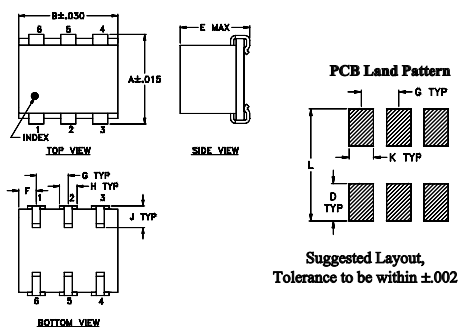 B±.030
6 5 4
A±.015
INDEX
1 2 3
TOP VIEW
E MAX
SIDE VIEW
PCB Land Pattern
G TYP
L
K TYP
D TYP
Suggested Layout,
Tolerance to be within ±.002
G TYP
H TYP
F
1 2 3
J TYP
6 5 4
BOTTOM VIEW